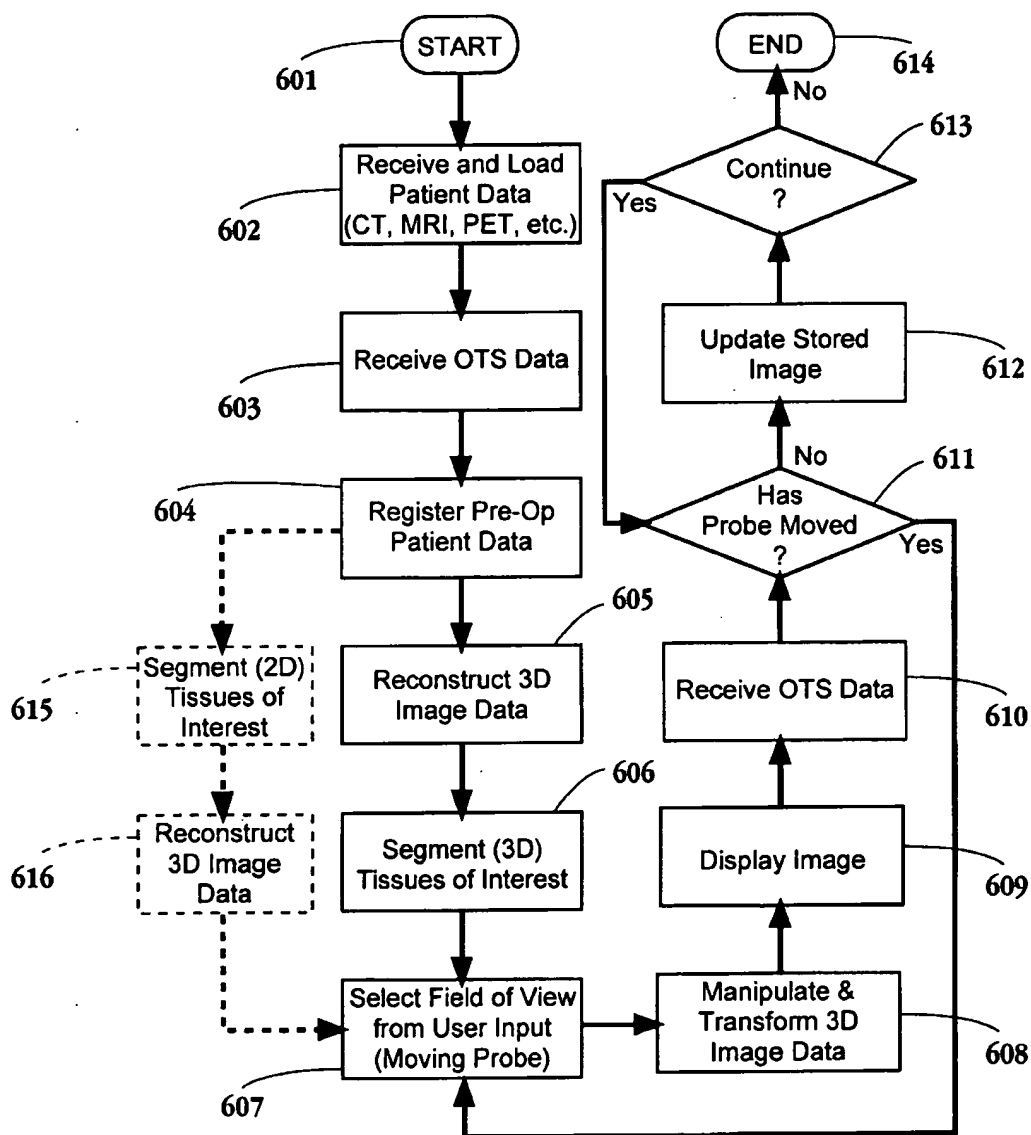 START
601
Receive and Load
Patient Data
(CT, MRI, PET, etc.)
602
Receive OTS Data
603
Register Pre-Op
Patient Data
604
Reconstruct 3D
Image Data
605
Segment (2D)
Tissues of
Interest
615
Segment (3D)
Tissues of Interest
606
Reconstruct
3D Image
Data
616
Select Field of View
from User Input
(Moving Probe)
607
Manipulate &
Transform 3D
Image Data
608
Display Image
609
Receive OTS Data
610
Has
Probe Moved
?
611
Yes
No
Update Stored
Image
612
Continue
?
613
Yes
No
END
614